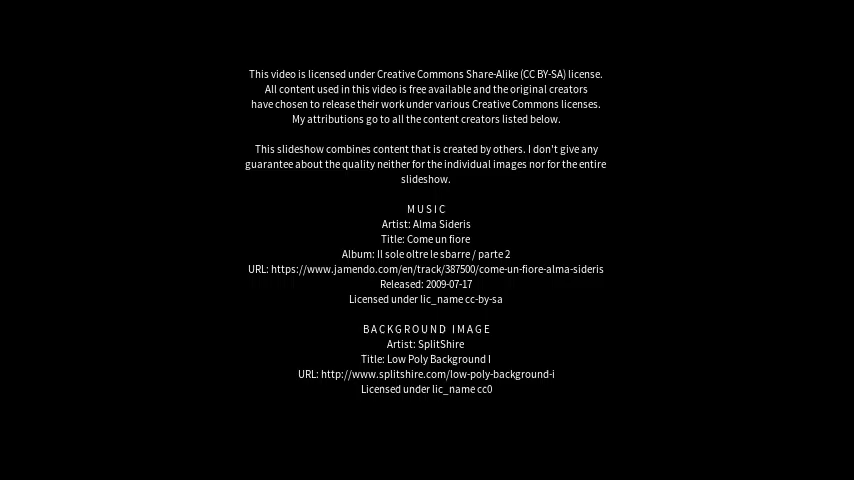 This video is licensed under Creative Commons Share-Alike (CC BY-SA) license.
All content used in this video is free available and the original creators
have chosen to release their work under various Creative Commons licenses.
My attributions go to all the content creators listed below.
This slideshow combines content that is created by others. I don't give any
guarantee about the quality neither for the individual images nor for the entire
slideshow.
MUSIC
Artist: Alma Sideris
Title: Come un fiore
Album: Il sole oltre le sbarre / parte 2
URL: https://www.jamendo.com/en/track/387500/come-un-fiore-alma-sideris
Released: 2009-07-17
Licensed under lic_name cc-by-sa
BACKGROUND IMAGE
Artist: SplitShire
Title: Low Poly Background I
URL: http://www.splitshire.com/low-poly-background-i
Licensed under lic_name cc0